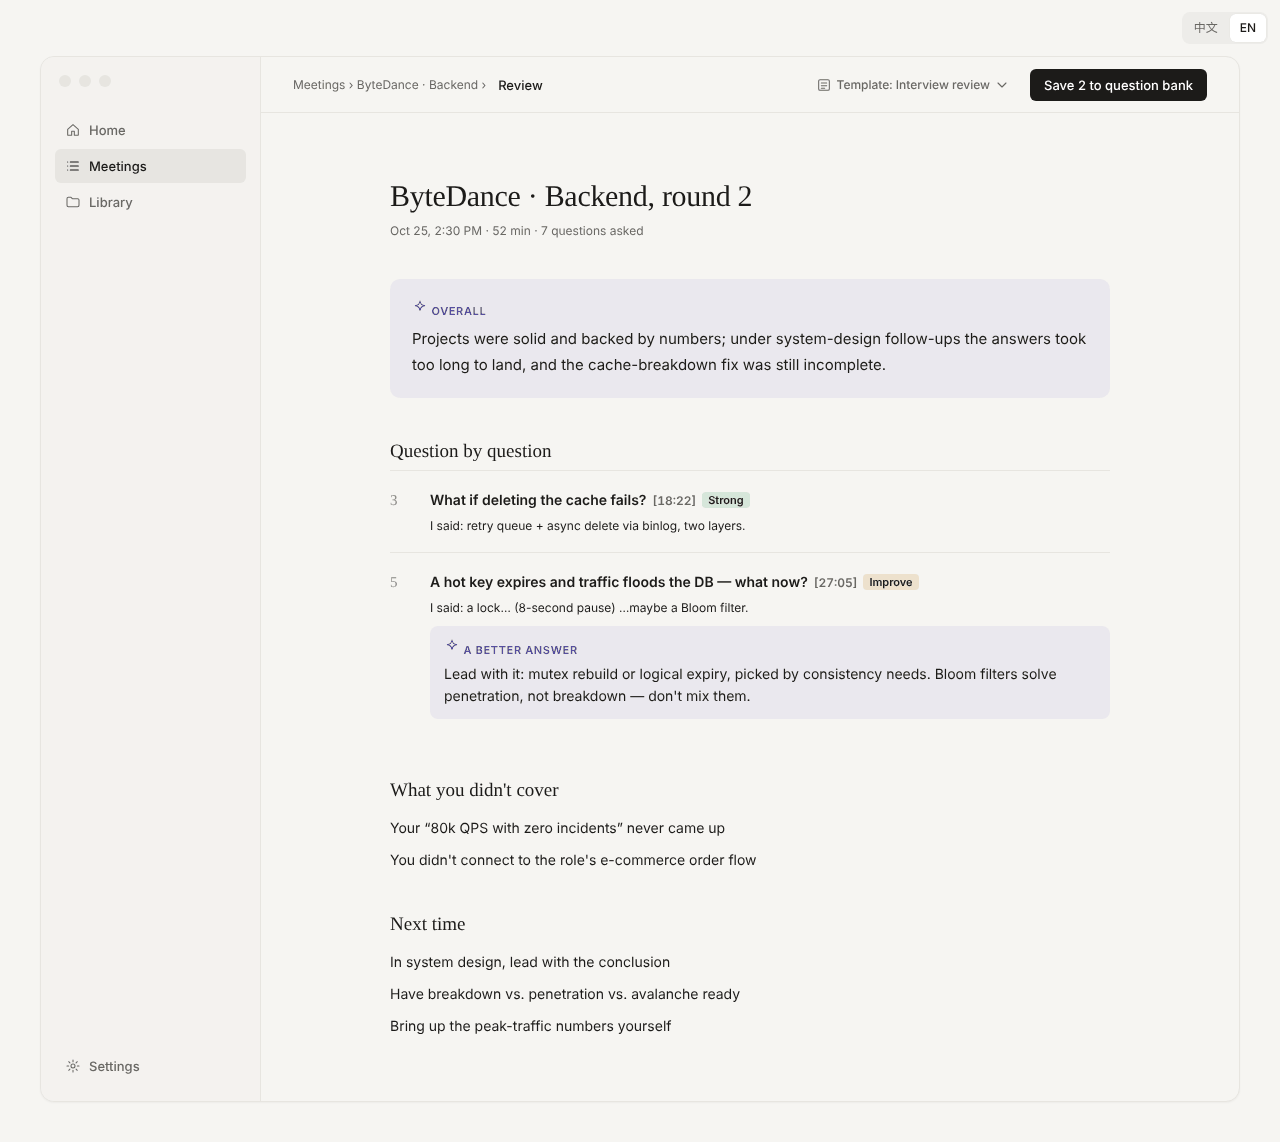 中文 EN
Meetings › ByteDance · Backend › Review
Template: Interview review
Save 2 to question bank
Home
Meetings
Library
Settings
ByteDance · Backend, round 2
Oct 25, 2:30 PM · 52 min · 7 questions asked
OVERALL
Projects were solid and backed by numbers; under system-design follow-ups the answers took
too long to land, and the cache-breakdown fix was still incomplete.
Question by question
3 What if deleting the cache fails? [18:22] Strong
I said: retry queue + async delete via binlog, two layers.
5 A hot key expires and traffic floods the DB — what now? [27:05] Improve
I said: a lock… (8-second pause) …maybe a Bloom filter.
A BETTER ANSWER
Lead with it: mutex rebuild or logical expiry, picked by consistency needs. Bloom filters solve
penetration, not breakdown — don't mix them.
What you didn't cover
Your “80k QPS with zero incidents” never came up
You didn't connect to the role's e-commerce order flow
Next time
In system design, lead with the conclusion
Have breakdown vs. penetration vs. avalanche ready
Bring up the peak-traffic numbers yourself